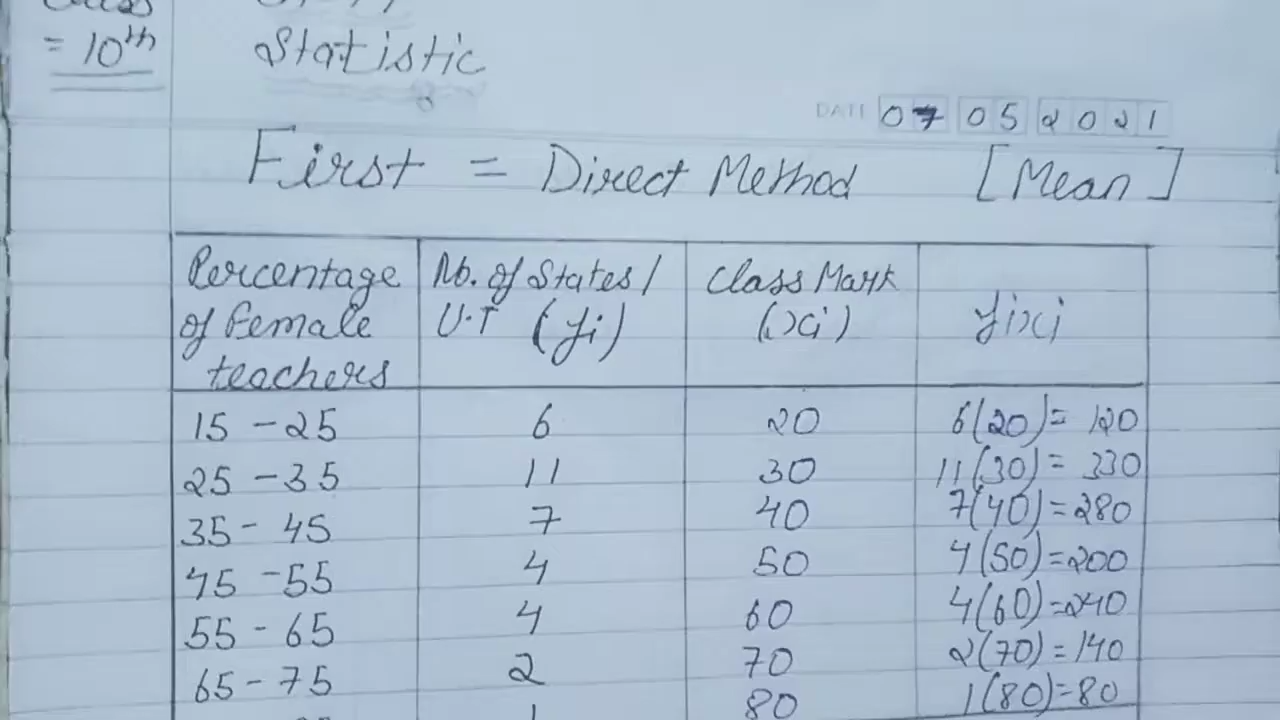 = 10th
Statistic
DATE 07 05 2021
First = Direct Method [Mean]
Percentage of Female teachers | No. of States / U.T (fi) | Class Mark (xi) | fixi
15 - 25 | 6 | 20 | 6(20) = 120
25 - 35 | 11 | 30 | 11(30) = 330
35 - 45 | 7 | 40 | 7(40) = 280
45 - 55 | 4 | 50 | 4(50) = 200
55 - 65 | 4 | 60 | 4(60) = 240
65 - 75 | 2 | 70 | 2(70) = 140
1 | 80 | 1(80) = 80